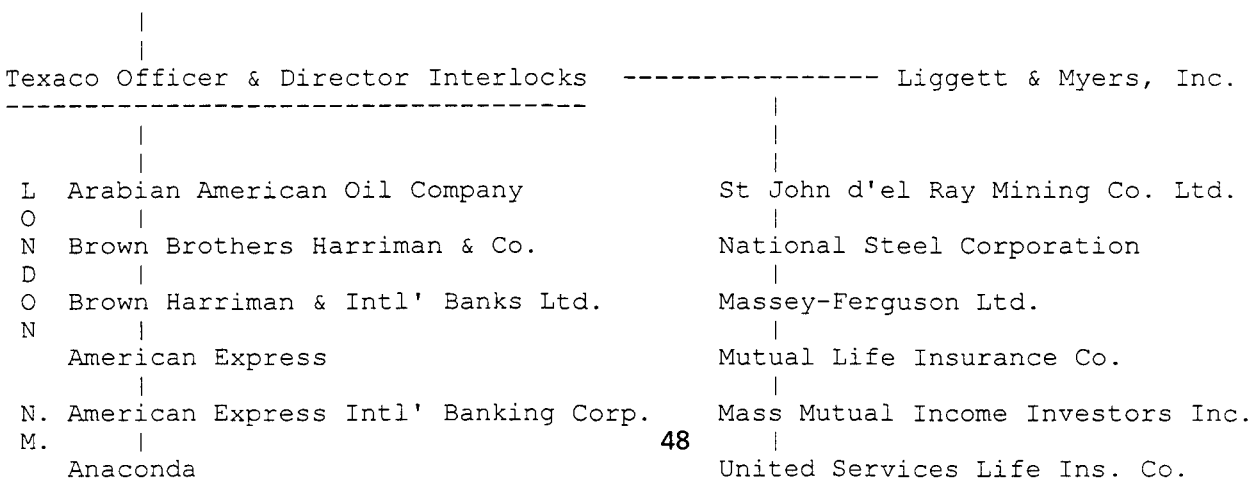 Texaco Officer & Director Interlocks ---------------- Liggett & Myers, Inc.
L Arabian American Oil Company St John d'el Ray Mining Co. Ltd.
O
N Brown Brothers Harriman & Co. National Steel Corporation
D
O Brown Harriman & Intl' Banks Ltd. Massey-Ferguson Ltd.
N
American Express Mutual Life Insurance Co.
N. American Express Intl' Banking Corp. Mass Mutual Income Investors Inc.
M. 48
Anaconda United Services Life Ins. Co.